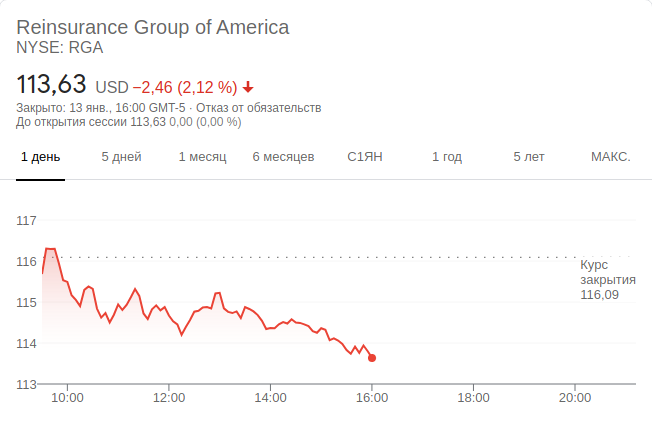 Reinsurance Group of America
NYSE: RGA
113,63 USD −2,46 (2,12 %)
Закрыто: 13 янв., 16:00 GMT-5 · Отказ от обязательств
До открытия сессии 113,63 0,00 (0,00 %)
1 день 5 дней 1 месяц 6 месяцев С1ЯН 1 год 5 лет МАКС.
117
116
Курс
закрытия
116,09
115
114
113
10:00 12:00 14:00 16:00 18:00 20:00